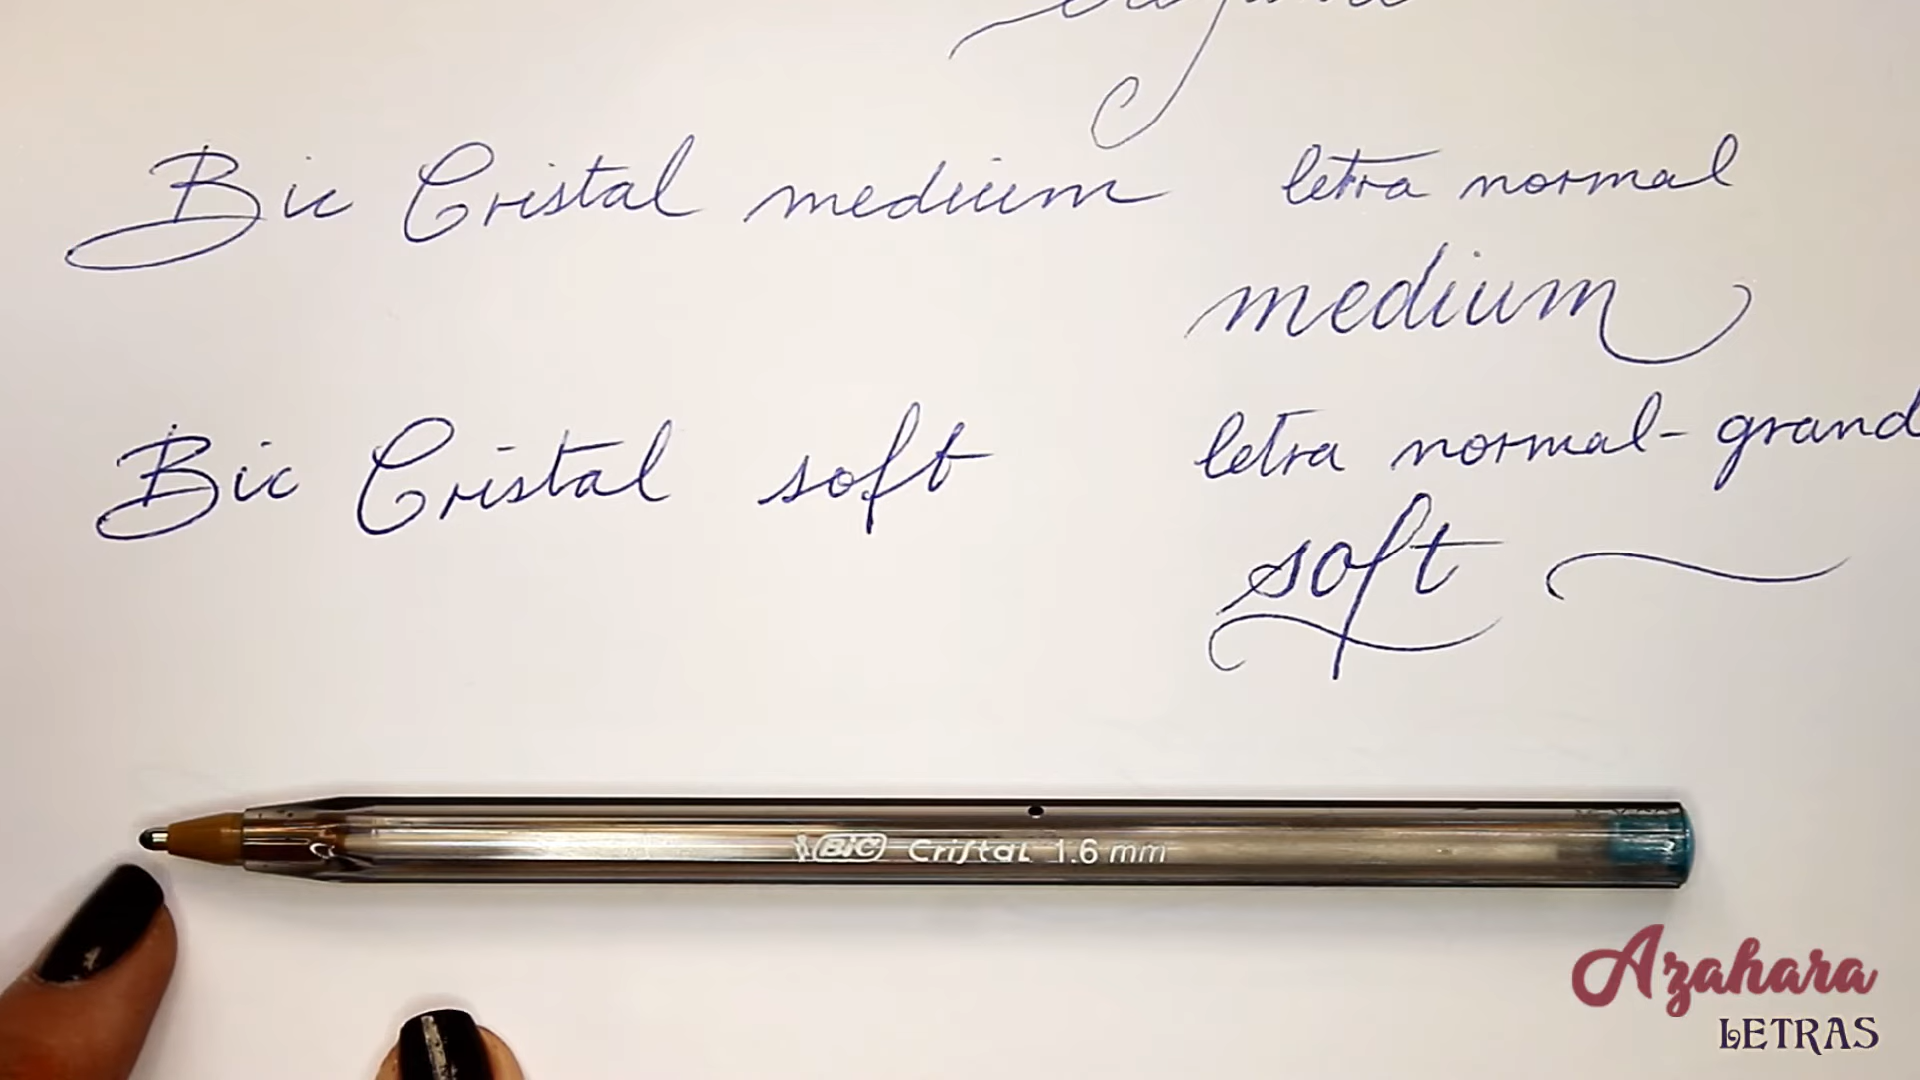 Bic Cristal medium letra normal
medium
Bic Cristal soft letra normal - grand
soft
BIC Cristal 1.6 mm
Azahara
LETRAS